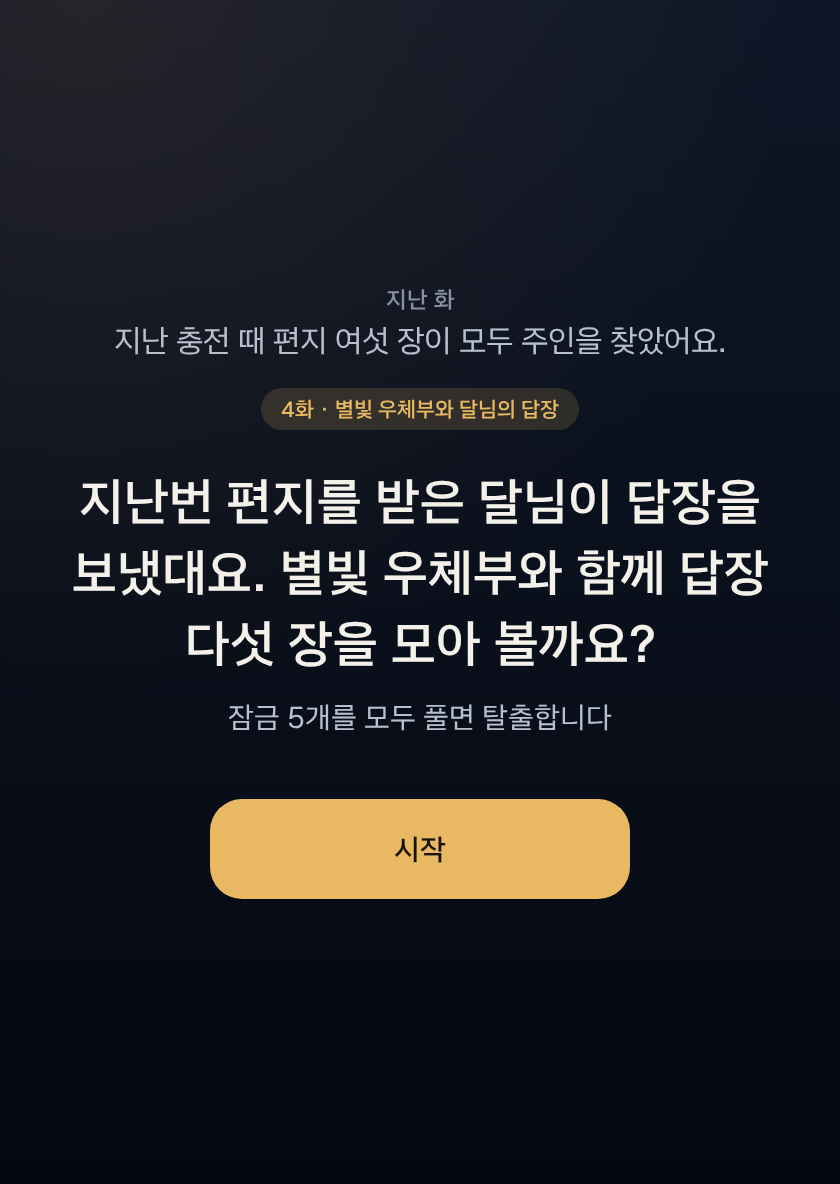 지난 화
지난 충전 때 편지 여섯 장이 모두 주인을 찾았어요.
4화 · 별빛 우체부와 달님의 답장
지난번 편지를 받은 달님이 답장을
보냈대요. 별빛 우체부와 함께 답장
다섯 장을 모아 볼까요?
잠금 5개를 모두 풀면 탈출합니다
시작